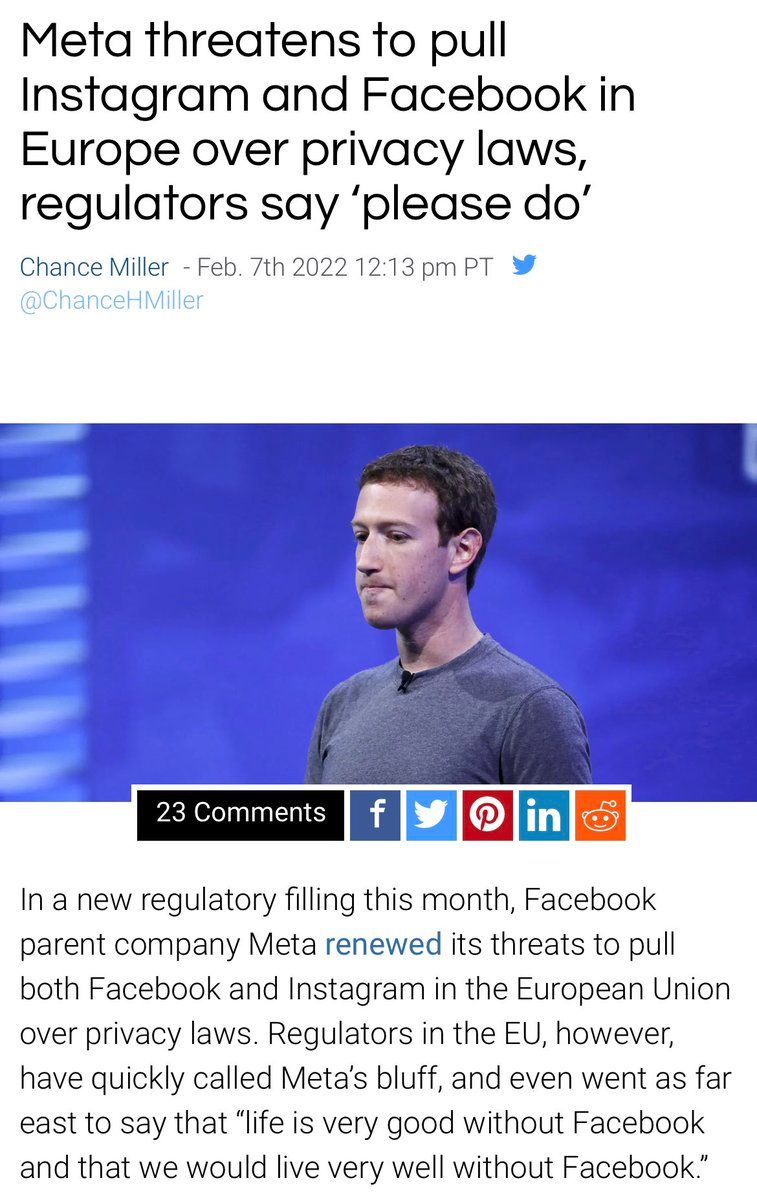 Meta threatens to pull
Instagram and Facebook in
Europe over privacy laws,
regulators say ‘please do’
Chance Miller - Feb. 7th 2022 12:13 pm PT
@ChanceHMiller
23 Comments
In a new regulatory filling this month, Facebook
parent company Meta renewed its threats to pull
both Facebook and Instagram in the European Union
over privacy laws. Regulators in the EU, however,
have quickly called Meta’s bluff, and even went as far
east to say that “life is very good without Facebook
and that we would live very well without Facebook.”